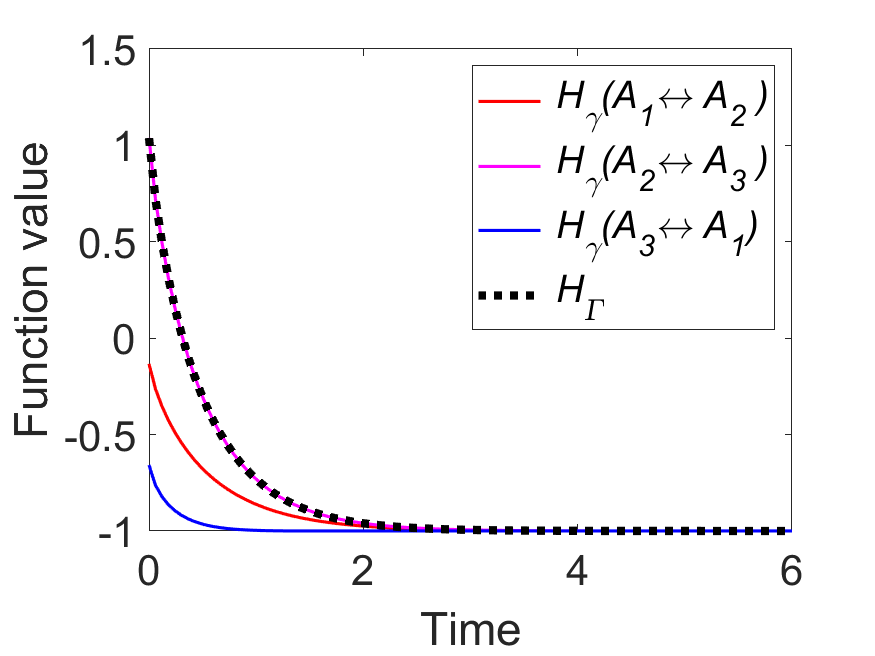 Function value
1.5
1
0.5
0
-0.5
-1
0 2 4 6
Time
H_γ(A_1↔A_2)
H_γ(A_2↔A_3)
H_γ(A_3↔A_1)
H_Γ